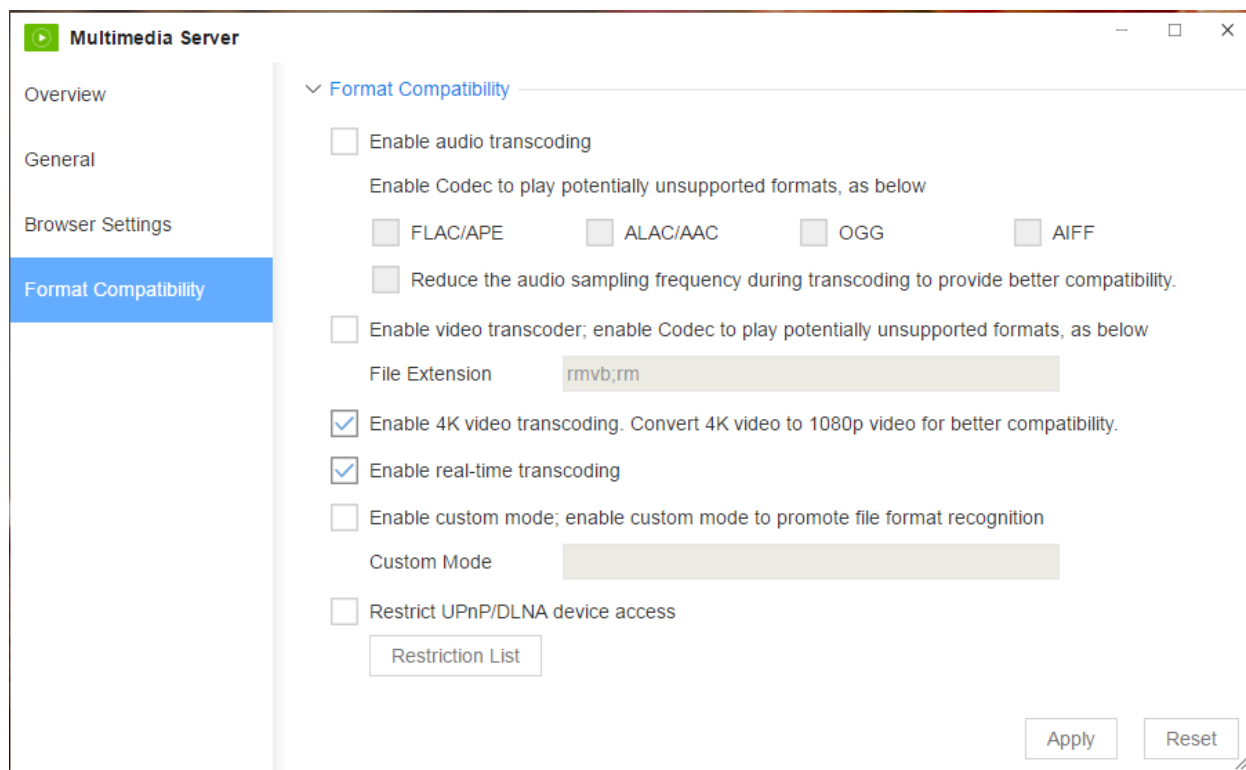 Multimedia Server
Overview
General
Browser Settings
Format Compatibility
Format Compatibility
Enable audio transcoding
Enable Codec to play potentially unsupported formats, as below
FLAC/APE ALAC/AAC OGG AIFF
Reduce the audio sampling frequency during transcoding to provide better compatibility.
Enable video transcoder; enable Codec to play potentially unsupported formats, as below
File Extension rmvb;rm
Enable 4K video transcoding. Convert 4K video to 1080p video for better compatibility.
Enable real-time transcoding
Enable custom mode; enable custom mode to promote file format recognition
Custom Mode
Restrict UPnP/DLNA device access
Restriction List
Apply Reset